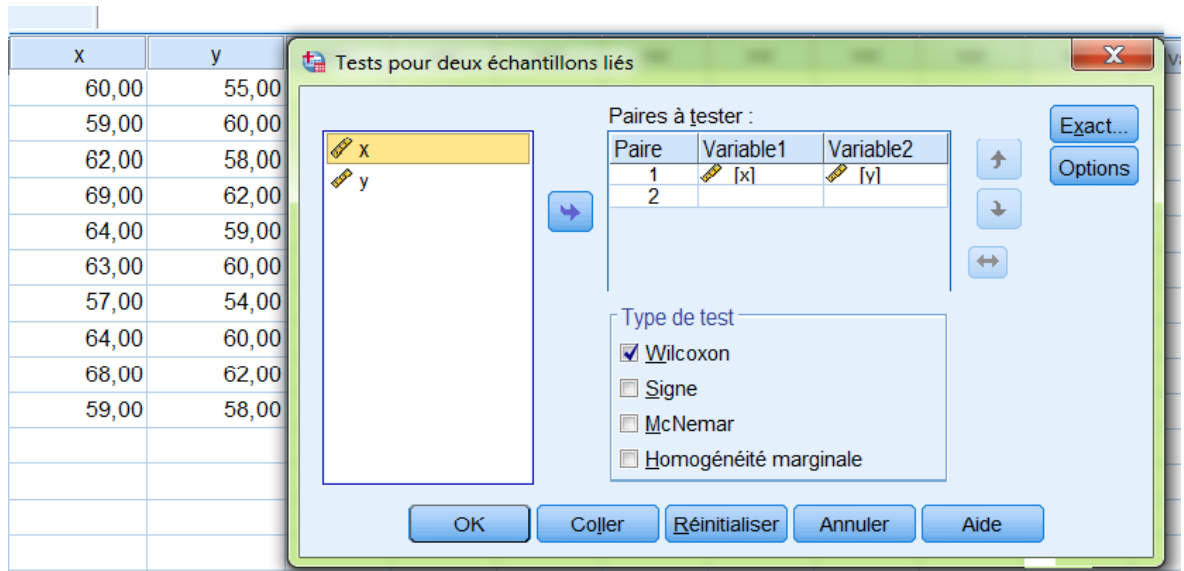 x y
Tests pour deux échantillons liés
60,00 55,00
59,00 60,00
62,00 58,00
69,00 62,00
64,00 59,00
63,00 60,00
57,00 54,00
64,00 60,00
68,00 62,00
59,00 58,00
x
y
Paires à tester :
Paire Variable1 Variable2
1 [x] [y]
2
Exact...
Options
Type de test
Wilcoxon
Signe
McNemar
Homogénéité marginale
OK Coller Réinitialiser Annuler Aide